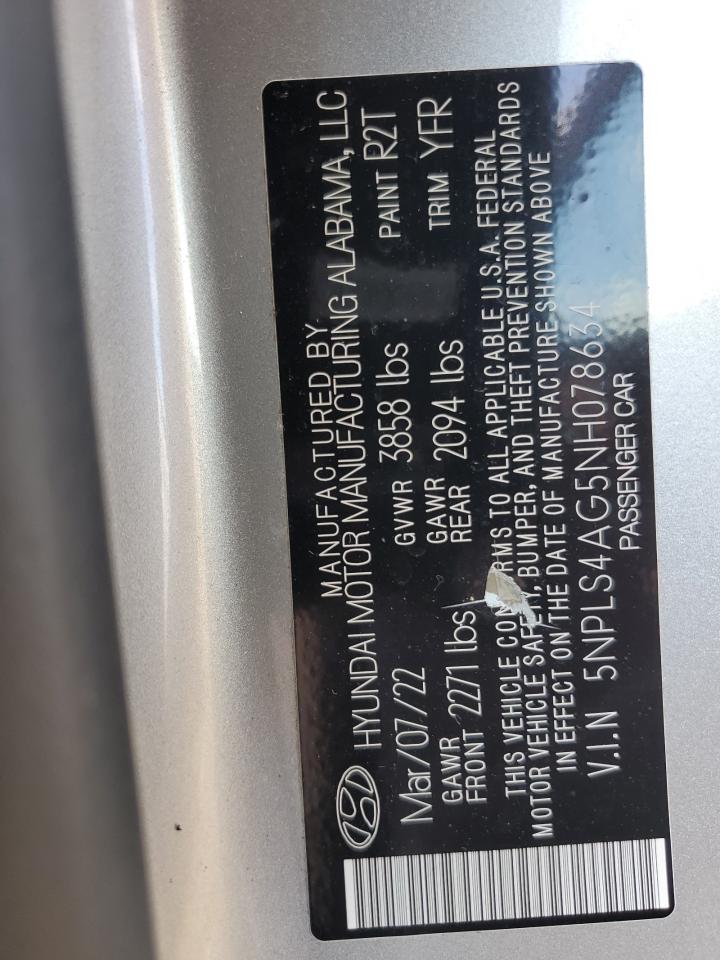 MANUFACTURED BY
HYUNDAI MOTOR MANUFACTURING ALABAMA, LLC
Mar/07/22 GVWR 3858 lbs PAINT R2T
GAWR FRONT 2271 lbs GAWR REAR 2094 lbs TRIM YFR
THIS VEHICLE CON RMS TO ALL APPLICABLE U.S.A. FEDERAL
MOTOR VEHICLE SAFETY, BUMPER, AND THEFT PREVENTION STANDARDS
IN EFFECT ON THE DATE OF MANUFACTURE SHOWN ABOVE
V.I.N 5NPLS4AG5NH078634
PASSENGER CAR